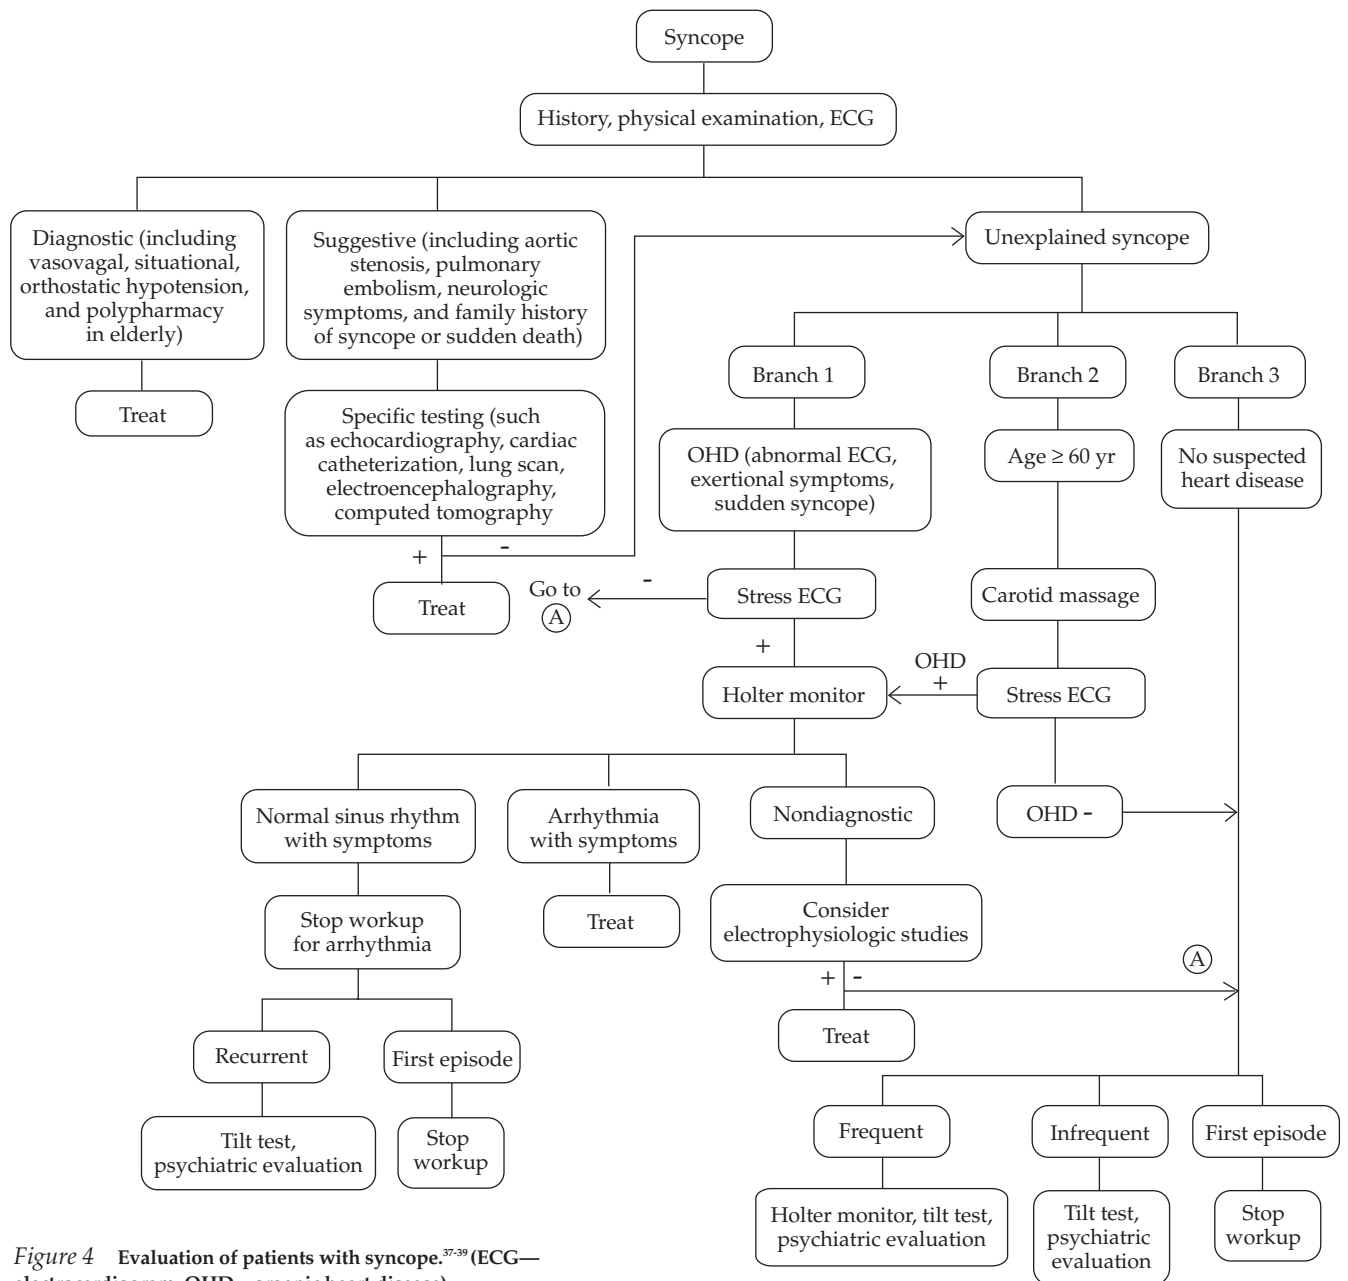 Syncope
History, physical examination, ECG
Diagnostic (including
vasovagal, situational,
orthostatic hypotension,
and polypharmacy
in elderly)
Treat
Suggestive (including aortic
stenosis, pulmonary
embolism, neurologic
symptoms, and family history
of syncope or sudden death)
Specific testing (such
as echocardiography, cardiac
catheterization, lung scan,
electroencephalography,
computed tomography
+
-
Treat
Unexplained syncope
Branch 1
OHD (abnormal ECG,
exertional symptoms,
sudden syncope)
Stress ECG
-
Go to
A
+
Holter monitor
Branch 2
Age ≥ 60 yr
Carotid massage
Stress ECG
OHD
+
OHD -
Branch 3
No suspected
heart disease
Normal sinus rhythm
with symptoms
Stop workup
for arrhythmia
Recurrent
Tilt test,
psychiatric evaluation
First episode
Stop
workup
Arrhythmia
with symptoms
Treat
Nondiagnostic
Consider
electrophysiologic studies
+ -
Treat
A
Frequent
Holter monitor, tilt test,
psychiatric evaluation
Infrequent
Tilt test,
psychiatric
evaluation
First episode
Stop
workup
Figure 4 Evaluation of patients with syncope.37-39 (ECG—